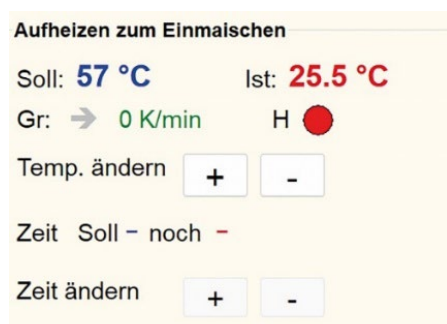 Aufheizen zum Einmaischen
Soll: 57 °C Ist: 25.5 °C
Gr: 0 K/min H
Temp. ändern + -
Zeit Soll - noch -
Zeit ändern + -